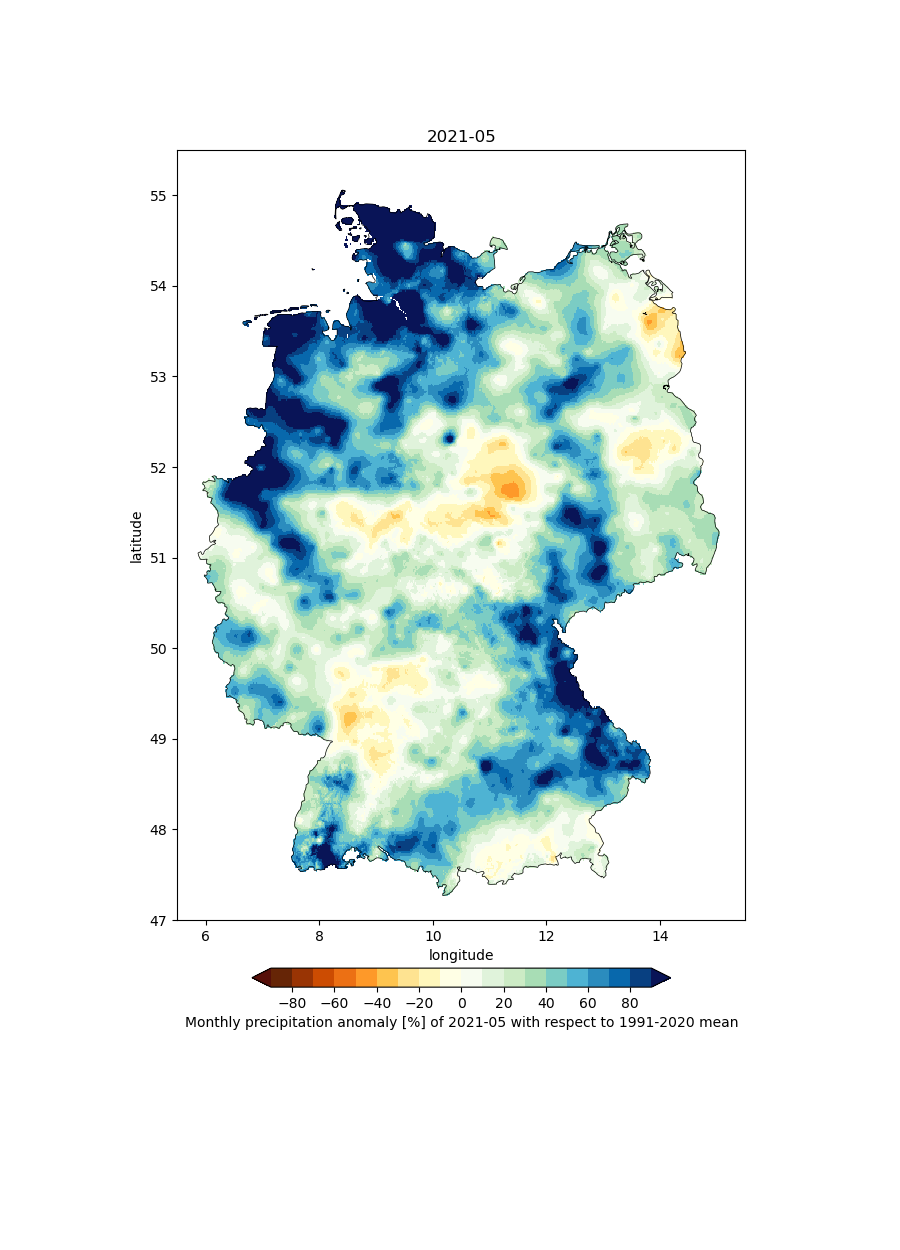 2021-05
55
54
53
52
51
50
49
48
47
latitude
6 8 10 12 14
longitude
−80 −60 −40 −20 0 20 40 60 80
Monthly precipitation anomaly [%] of 2021-05 with respect to 1991-2020 mean